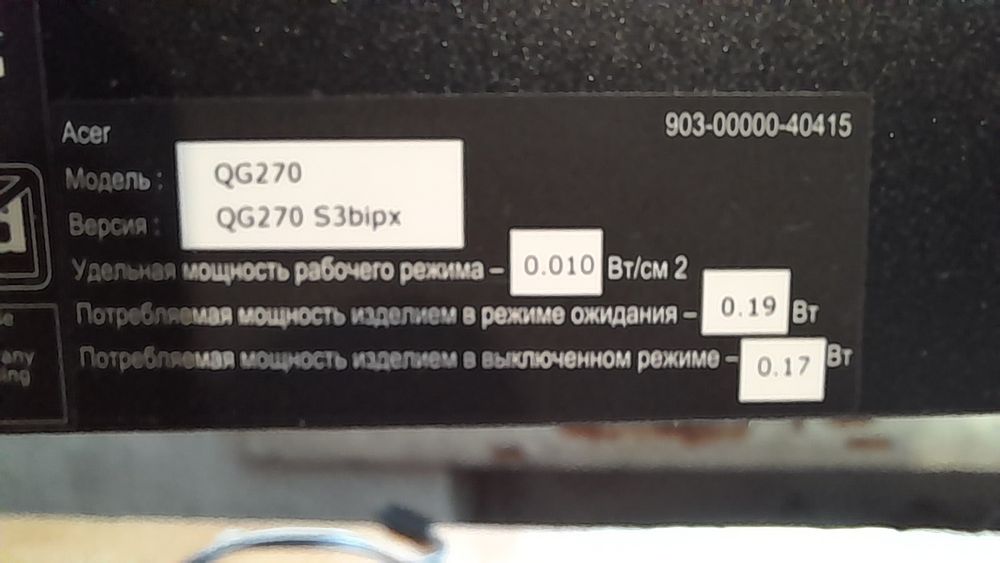 Acer
903-00000-40415
Модель : QG270
Версия : QG270 S3bipx
Удельная мощность рабочего режима – 0.010 Вт/см 2
Потребляемая мощность изделием в режиме ожидания – 0.19 Вт
Потребляемая мощность изделием в выключенном режиме – 0.17 Вт